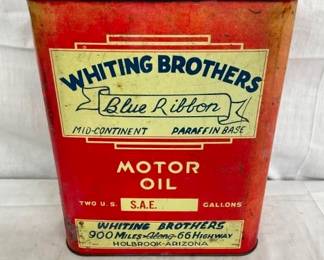 WHITING BROTHERS
Blue Ribbon
MID-CONTINENT PARAFFIN BASE
MOTOR
OIL
TWO U.S. S.A.E. GALLONS
WHITING BROTHERS
900 Miles-Along-66 Highway
HOLBROOK-ARIZONA